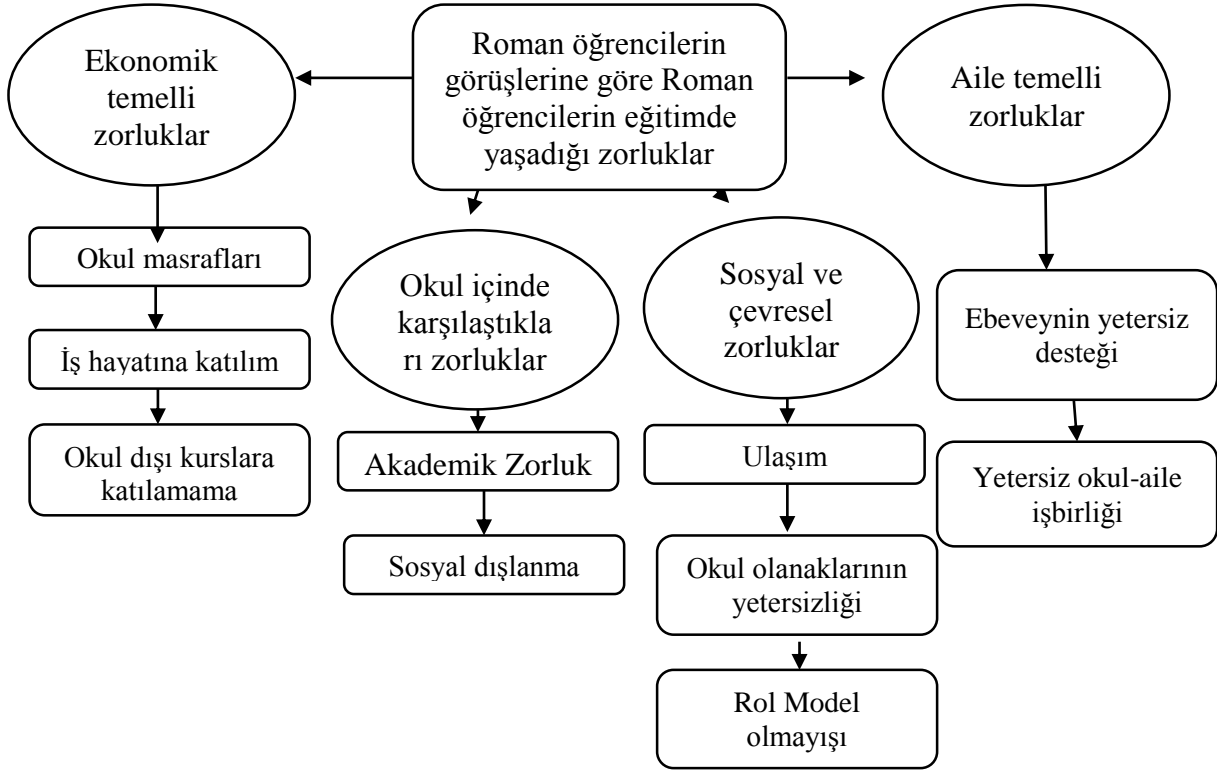 Roman öğrencilerin
görüşlerine göre Roman
öğrencilerin eğitimde
yaşadığı zorluklar
Ekonomik
temelli
zorluklar
Okul masrafları
İş hayatına katılım
Okul dışı kurslara
katılamama
Okul içinde
karşılaştıkla
rı zorluklar
Akademik Zorluk
Sosyal dışlanma
Sosyal ve
çevresel
zorluklar
Ulaşım
Okul olanaklarının
yetersizliği
Rol Model
olmayışı
Aile temelli
zorluklar
Ebeveynin yetersiz
desteği
Yetersiz okul-aile
işbirliği